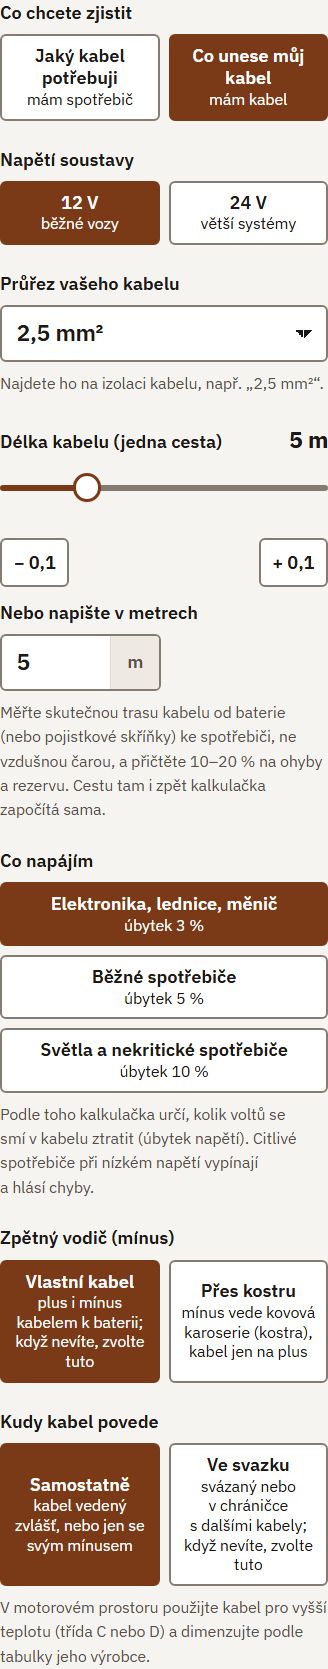 Co chcete zjistit
Jaký kabel
potřebuji
mám spotřebič
Co unese můj
kabel
mám kabel
Napětí soustavy
12 V
běžné vozy
24 V
větší systémy
Průřez vašeho kabelu
2,5 mm²
Najdete ho na izolaci kabelu, např. „2,5 mm²“.
Délka kabelu (jedna cesta)
5 m
− 0,1
+ 0,1
Nebo napište v metrech
5
m
Měřte skutečnou trasu kabelu od baterie
(nebo pojistkové skříňky) ke spotřebiči, ne
vzdušnou čarou, a přičtěte 10–20 % na ohyby
a rezervu. Cestu tam i zpět kalkulačka
započítá sama.
Co napájím
Elektronika, lednice, měnič
úbytek 3 %
Běžné spotřebiče
úbytek 5 %
Světla a nekritické spotřebiče
úbytek 10 %
Podle toho kalkulačka určí, kolik voltů se
smí v kabelu ztratit (úbytek napětí). Citlivé
spotřebiče při nízkém napětí vypínají
a hlásí chyby.
Zpětný vodič (mínus)
Vlastní kabel
plus i mínus
kabelem k baterii;
když nevíte, zvolte
tuto
Přes kostru
mínus vede kovová
karoserie (kostra),
kabel jen na plus
Kudy kabel povede
Samostatně
kabel vedený
zvlášť, nebo jen se
svým mínusem
Ve svazku
svázaný nebo
v chráničce
s dalšími kabely;
když nevíte, zvolte
tuto
V motorovém prostoru použijte kabel pro vyšší
teplotu (třída C nebo D) a dimenzujte podle
tabulky jeho výrobce.